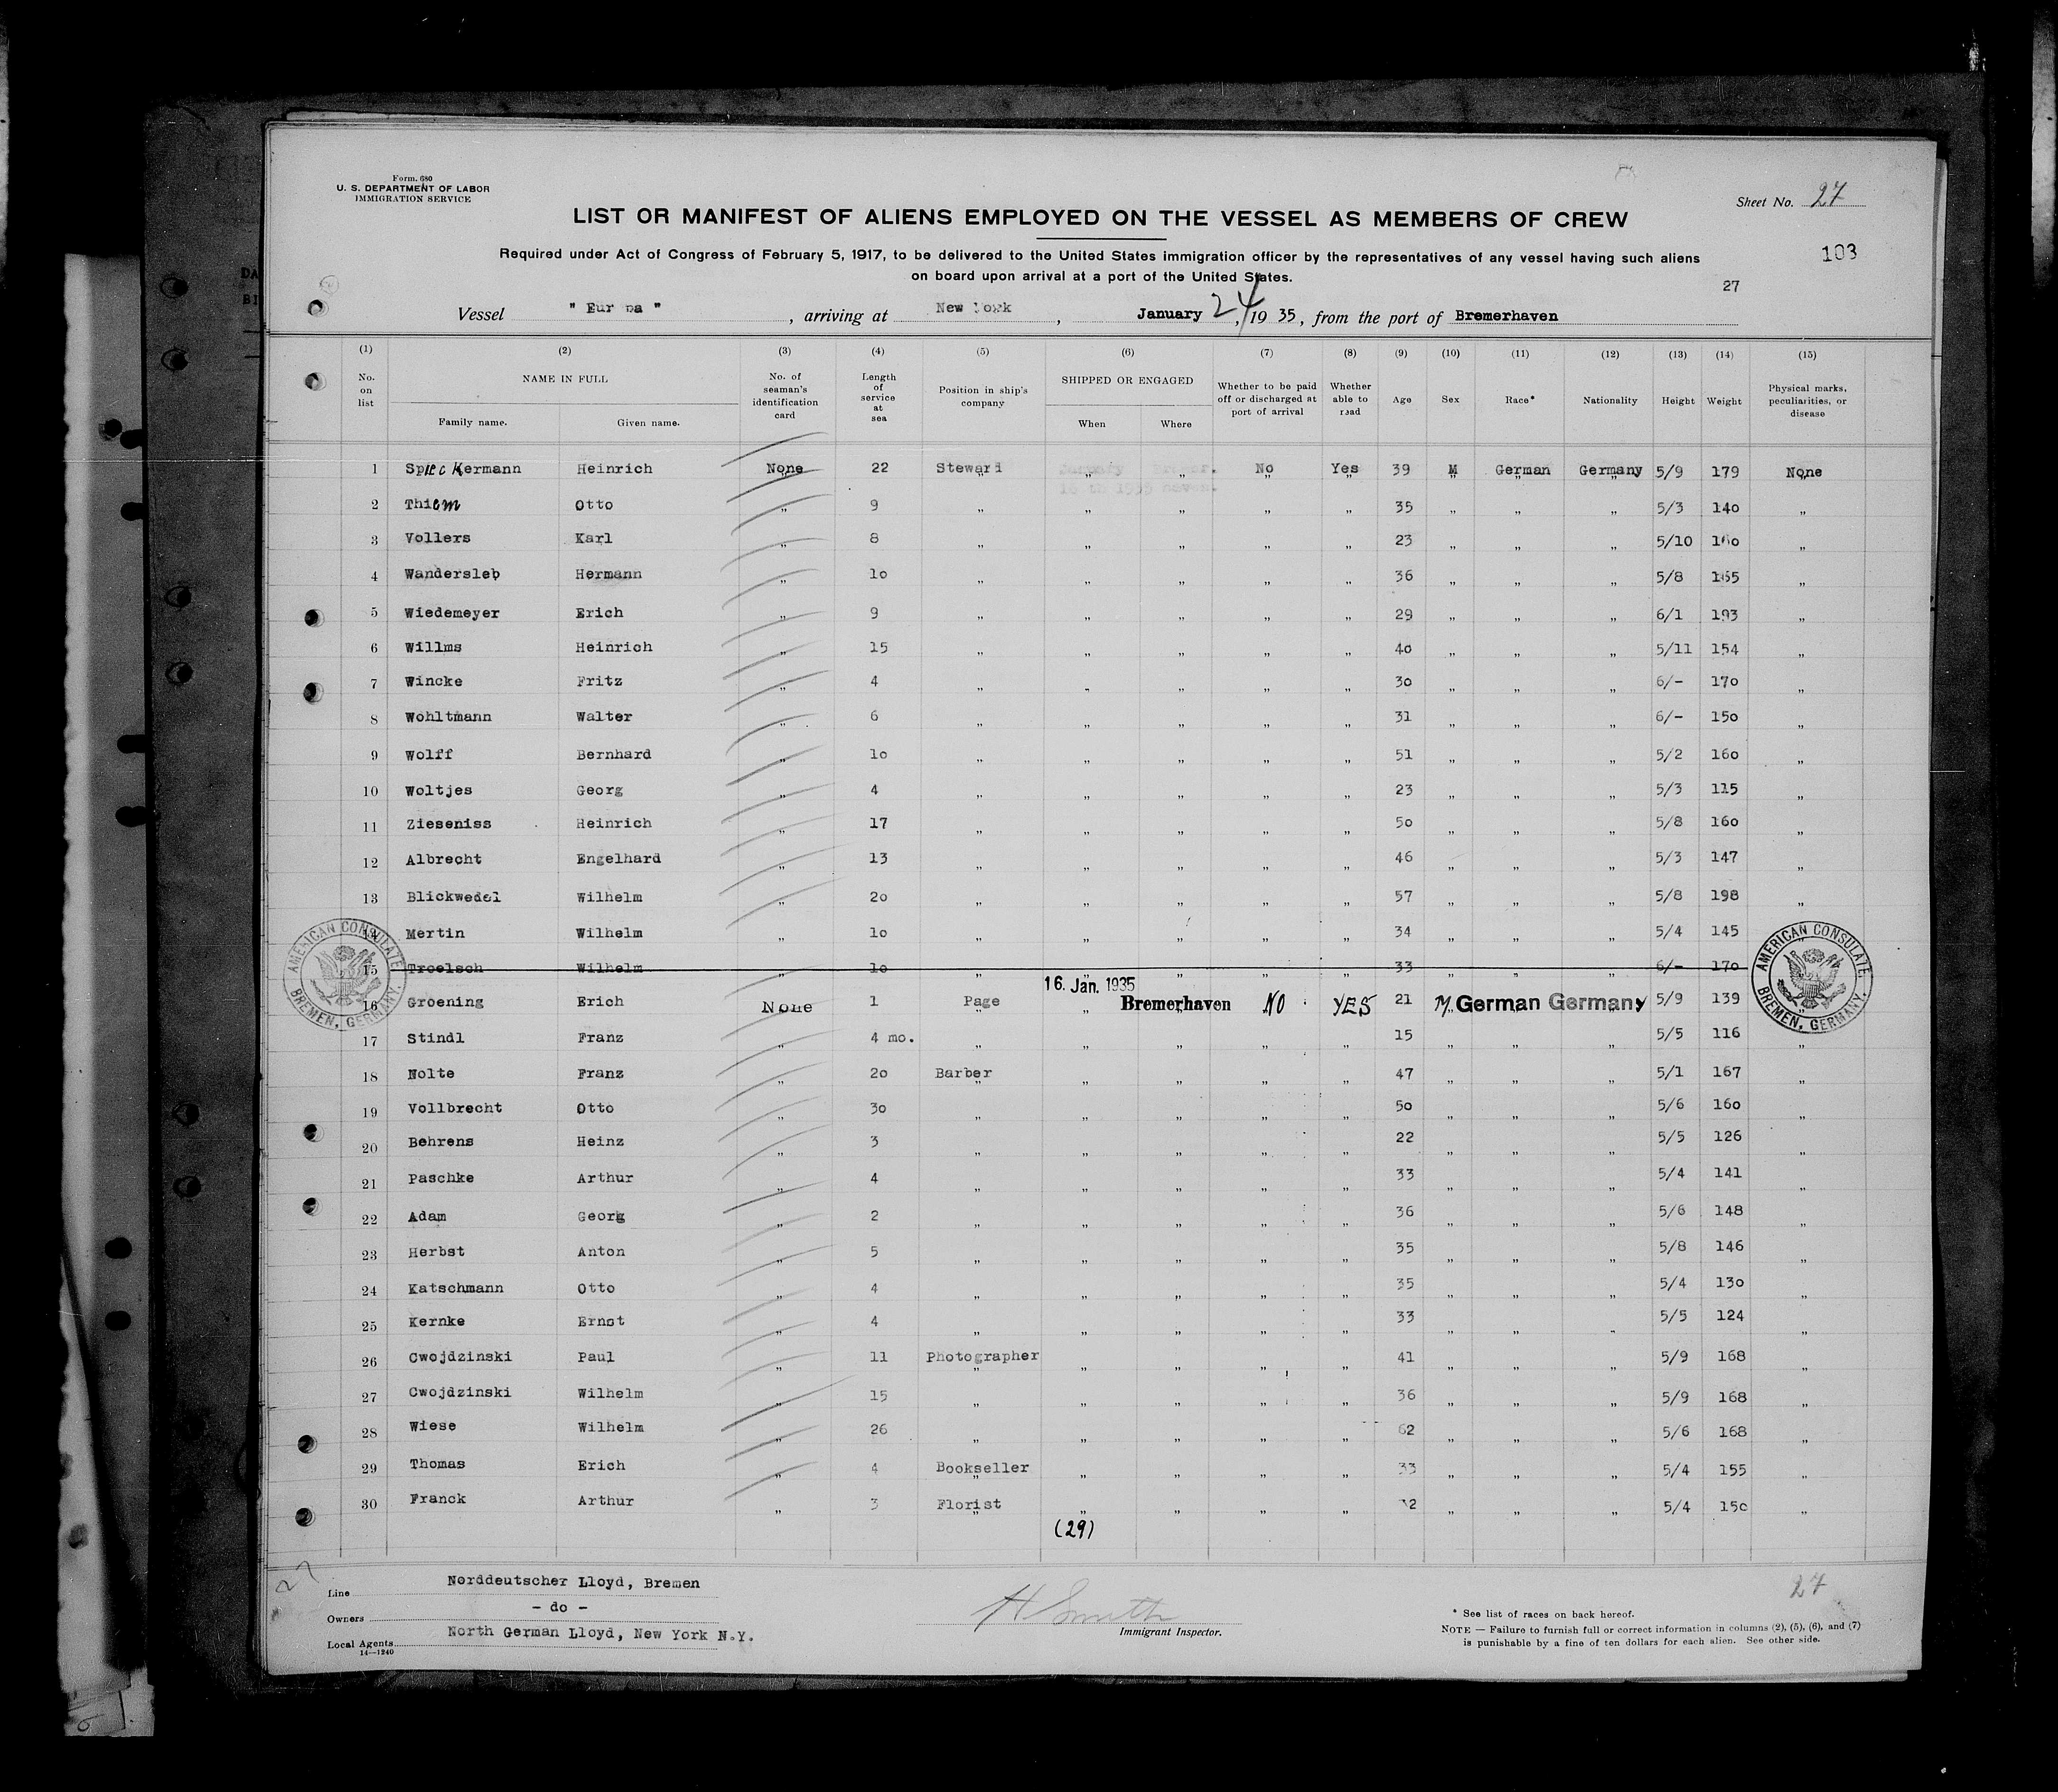 Form. 680
U. S. DEPARTMENT OF LABOR
IMMIGRATION SERVICE
Sheet No. 27
LIST OR MANIFEST OF ALIENS EMPLOYED ON THE VESSEL AS MEMBERS OF CREW
103
Required under Act of Congress of February 5, 1917, to be delivered to the United States immigration officer by the representatives of any vessel having such aliens
on board upon arrival at a port of the United States.
27
Vessel " Eur pa " , arriving at New York , January 24, 19 35, from the port of Bremerhaven
(1) (2) (3) (4) (5) (6) (7) (8) (9) (10) (11) (12) (13) (14) (15)
No. on list NAME IN FULL Family name. Given name. No. of seaman's identification card Length of service at sea Position in ship's company SHIPPED OR ENGAGED When Where Whether to be paid off or discharged at port of arrival Whether able to read Age Sex Race* Nationality Height Weight Physical marks, peculiarities, or disease
1 Spieckermann Heinrich None 22 Steward January 16 th 1935 Bremer. haven. No Yes 39 M German Germany 5/9 179 None
2 Thiem Otto " 9 " " " " " 35 " " " 5/3 140 "
3 Vollers Karl " 8 " " " " " 23 " " " 5/10 160 "
4 Wandersleb Hermann " 10 " " " " " 36 " " " 5/8 165 "
5 Wiedemeyer Erich " 9 " " " " " 29 " " " 6/1 193 "
6 Willms Heinrich " 15 " " " " " 40 " " " 5/11 154 "
7 Wincke Fritz " 4 " " " " " 30 " " " 6/- 170 "
8 Wohltmann Walter " 6 " " " " " 31 " " " 6/- 150 "
9 Wolff Bernhard " 10 " " " " " 51 " " " 5/2 160 "
10 Woltjes Georg " 4 " " " " " 23 " " " 5/3 115 "
11 Zieseniss Heinrich " 17 " " " " " 50 " " " 5/8 160 "
12 Albrecht Engelhard " 13 " " " " " 46 " " " 5/3 147 "
13 Blickwedel Wilhelm " 20 " " " " " 57 " " " 5/8 198 "
14 Mertin Wilhelm " 10 " " " " " 34 " " " 5/4 145 "
15 Troelsch Wilhelm 10 " " " " " 33 " " " 6/- 170
16 Groening Erich None 1 Page 16. Jan. 1935 Bremerhaven NO YES 21 M. German Germany 5/9 139 "
17 Stindl Franz " 4 mo. " " " " " 15 " " " 5/5 116 "
18 Nolte Franz " 20 Barber " " " " 47 " " " 5/1 167 "
19 Vollbrecht Otto " 30 " " " " " 50 " " " 5/6 160 "
20 Behrens Heinz " 3 " " " " " 22 " " " 5/5 126 "
21 Paschke Arthur " 4 " " " " " 33 " " " 5/4 141 "
22 Adam Georg " 2 " " " " " 36 " " " 5/6 148 "
23 Herbst Anton " 5 " " " " " 35 " " " 5/8 146 "
24 Katschmann Otto " 4 " " " " " 35 " " " 5/4 130 "
25 Kernke Ernst " 4 " " " " " 33 " " " 5/5 124 "
26 Cwojdzinski Paul " 11 Photographer " " " " 41 " " " 5/9 168 "
27 Cwojdzinski Wilhelm " 15 " " " " " 36 " " " 5/9 168 "
28 Wiese Wilhelm " 26 " " " " " 62 " " " 5/6 168 "
29 Thomas Erich " 4 Bookseller " " " " 33 " " " 5/4 155 "
30 Franck Arthur " 3 Florist " " " " " " " 5/4 150 "
(29)
AMERICAN CONSULATE. BREMEN, GERMANY.
AMERICAN CONSULATE. BREMEN, GERMANY.
Line Norddeutscher Lloyd, Bremen
Owners - do -
Local Agents North German Lloyd, New York N.Y.
14—1240
H Smith
Immigrant Inspector.
27
27
* See list of races on back hereof.
NOTE — Failure to furnish full or correct information in columns (2), (5), (6), and (7)
is punishable by a fine of ten dollars for each alien. See other side.